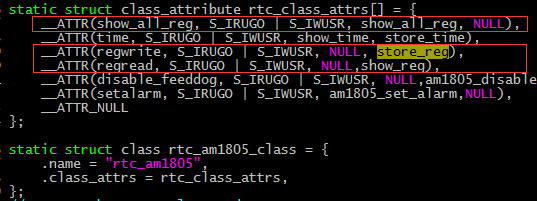 static struct class_attribute rtc_class_attrs[] = {
__ATTR(show_all_reg, S_IRUGO | S_IWUSR, show_all_reg, NULL),
__ATTR(time, S_IRUGO | S_IWUSR, show_time, store_time),
__ATTR(regwrite, S_IRUGO | S_IWUSR, NULL, store_reg),
__ATTR(regread, S_IRUGO | S_IWUSR, NULL,show_reg),
__ATTR(disable_feeddog, S_IRUGO | S_IWUSR, NULL,am1805_disable
__ATTR(setalarm, S_IRUGO | S_IWUSR, am1805_set_alarm,NULL),
__ATTR_NULL
};
static struct class rtc_am1805_class = {
.name = "rtc_am1805",
.class_attrs = rtc_class_attrs,
};